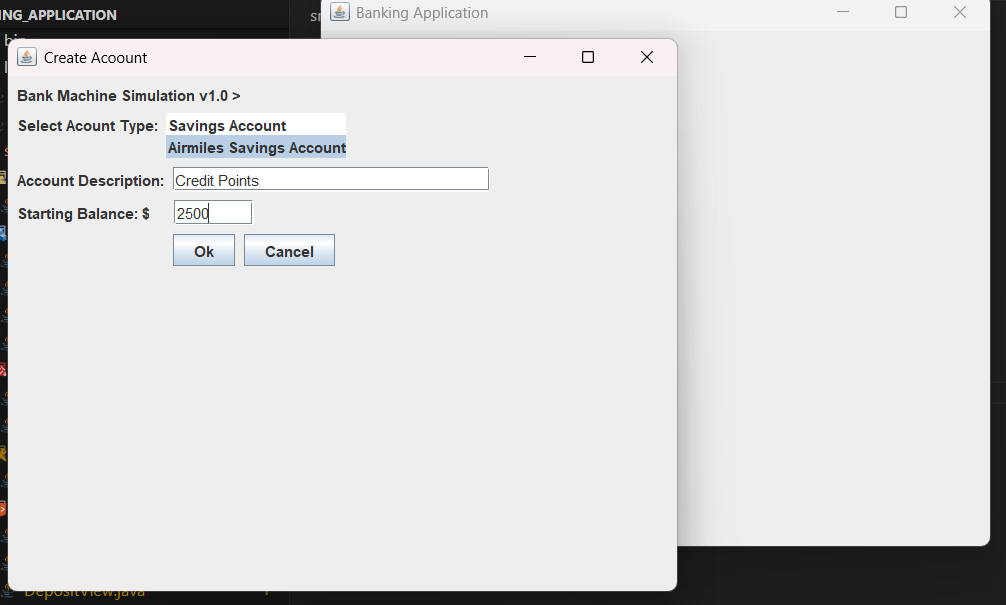 NG_APPLICATION
Banking Application
Create Acoount
Bank Machine Simulation v1.0 >
Select Acount Type:
Savings Account
Airmiles Savings Account
Account Description:
Credit Points
Starting Balance: $
2500
Ok
Cancel
DepositView.java